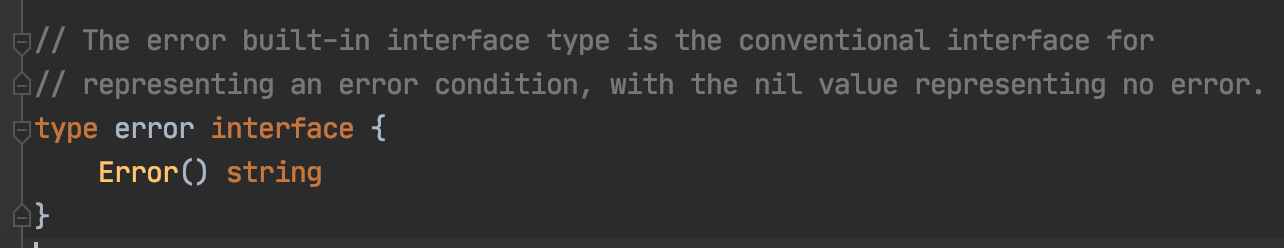 // The error built-in interface type is the conventional interface for
// representing an error condition, with the nil value representing no error.
type error interface {
    Error() string
}